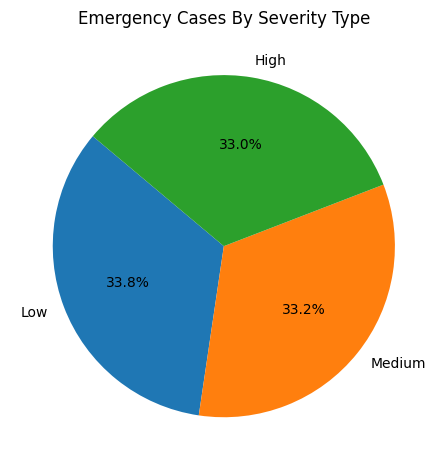 Emergency Cases By Severity Type
High
33.0%
33.8%
Low
33.2%
Medium